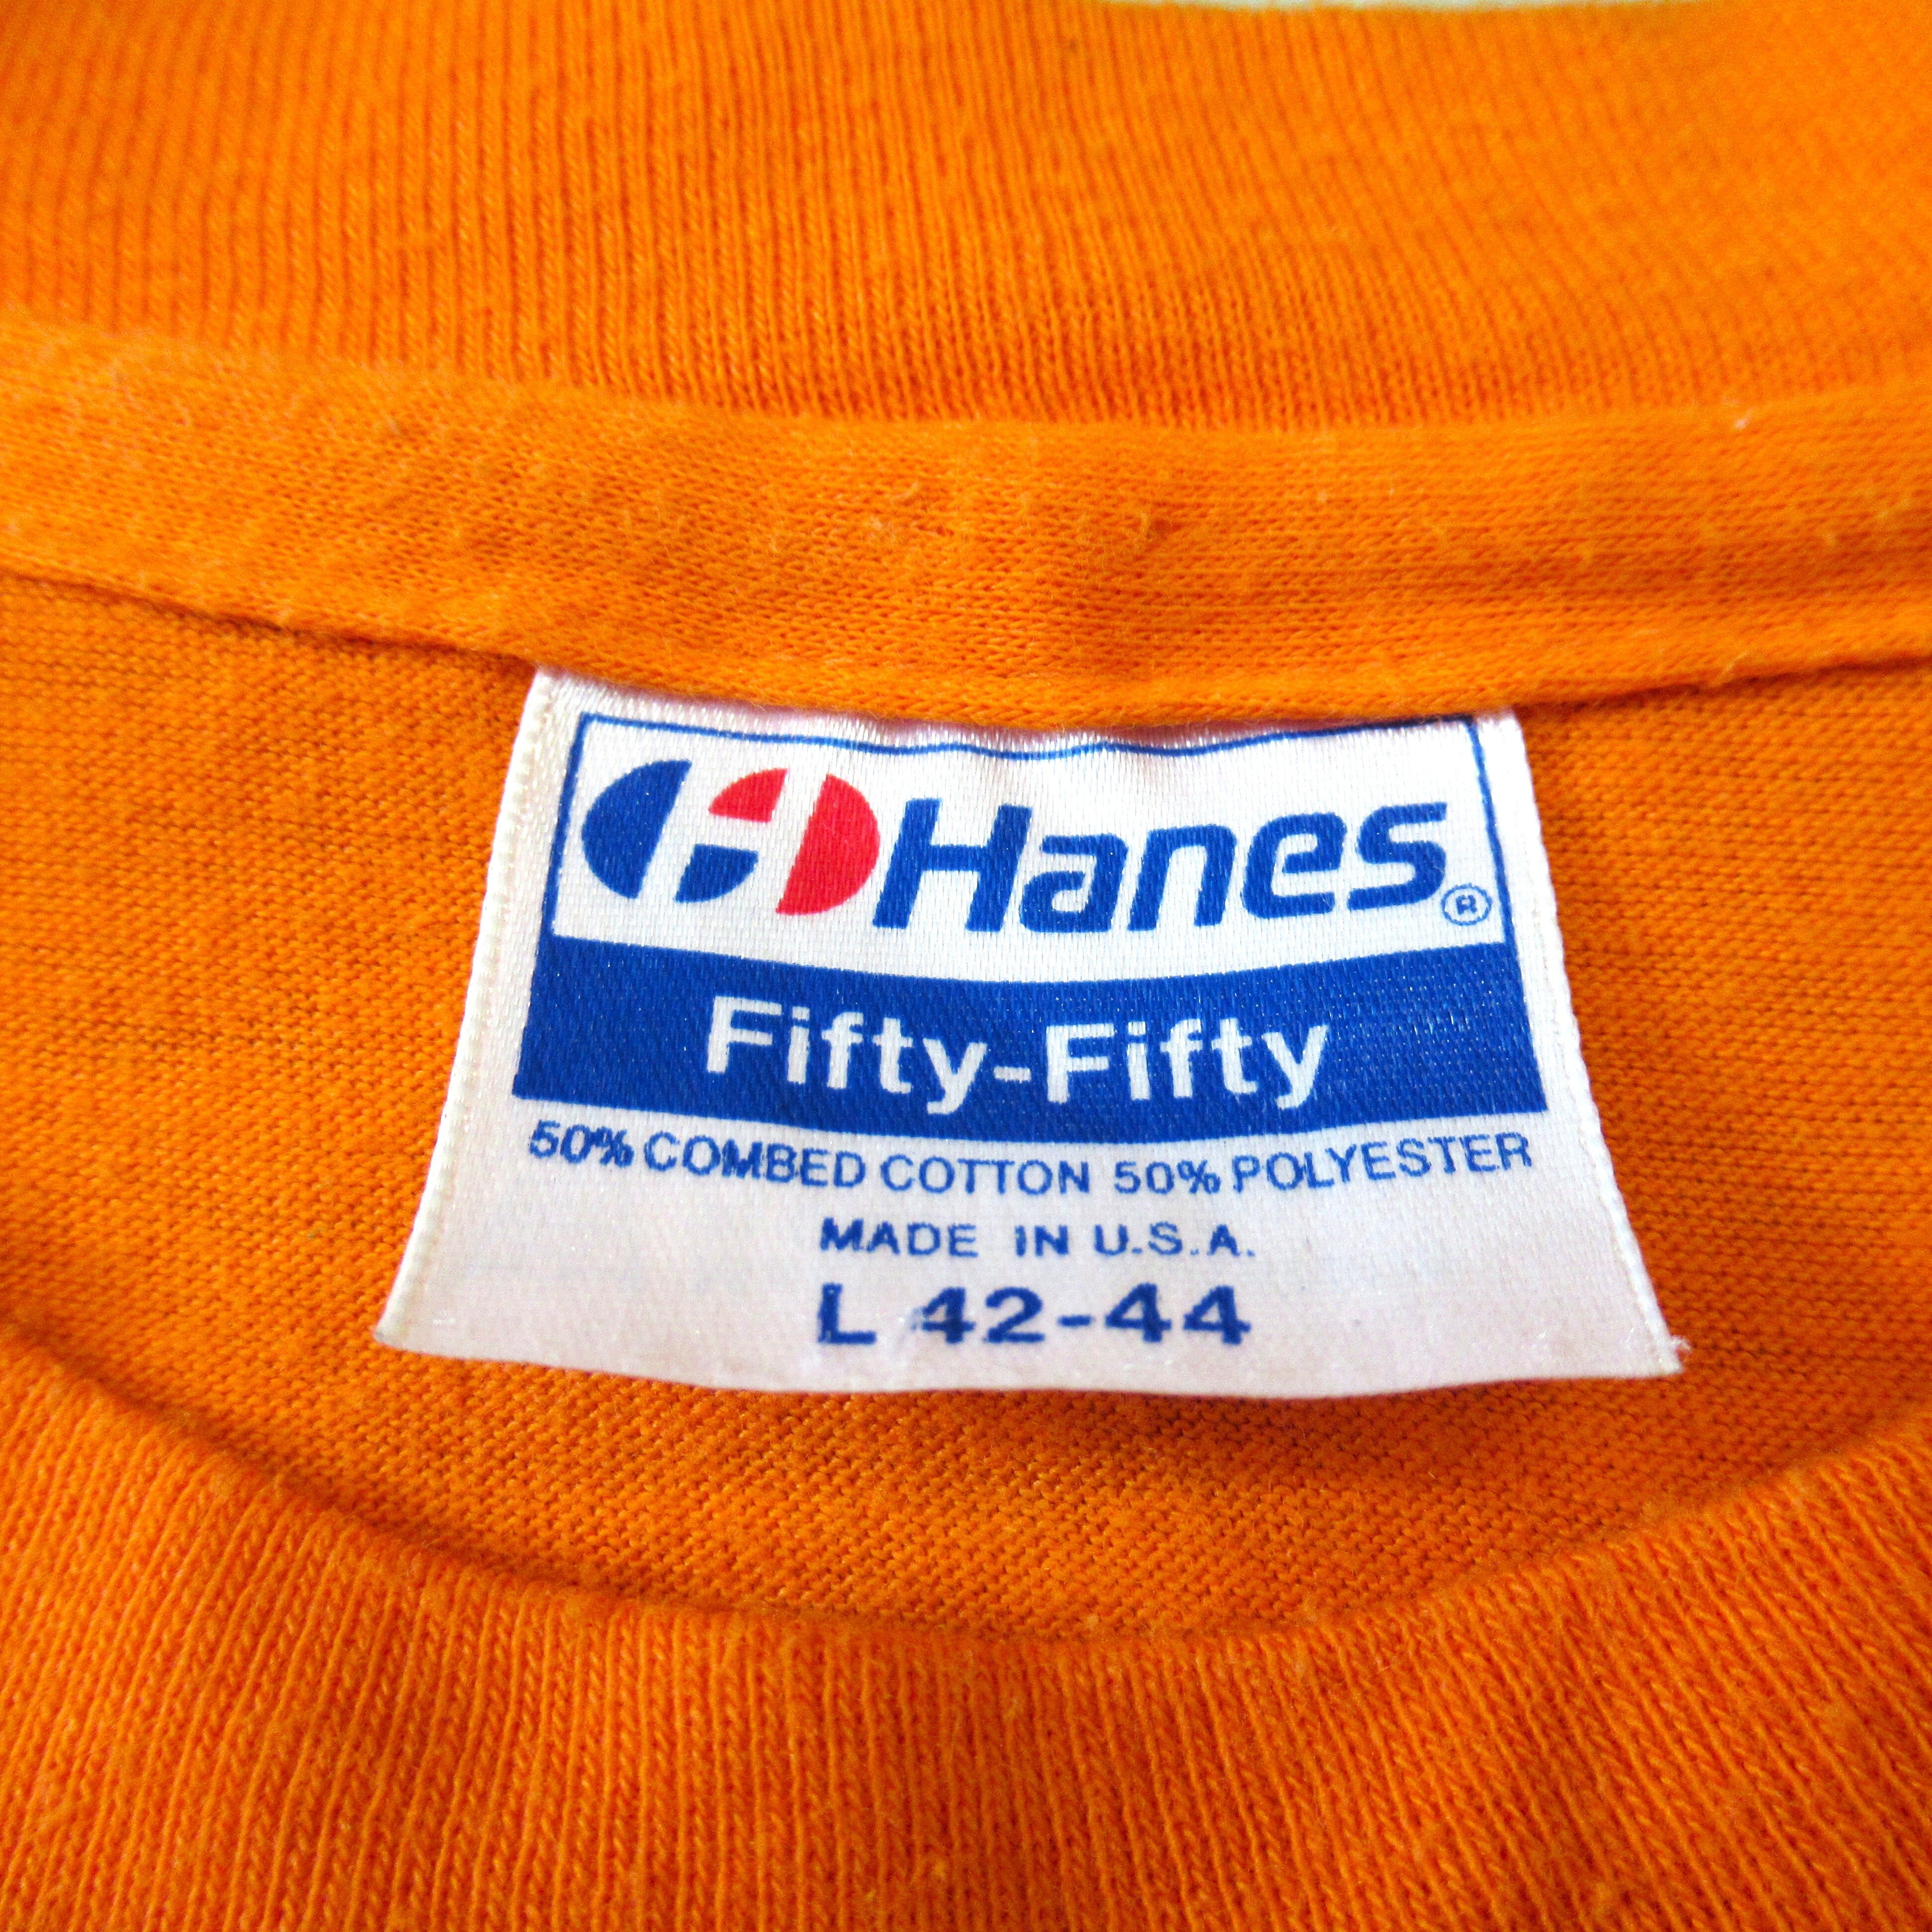 Hanes®
Fifty-Fifty
50% COMBED COTTON 50% POLYESTER
MADE IN U.S.A.
L 42-44